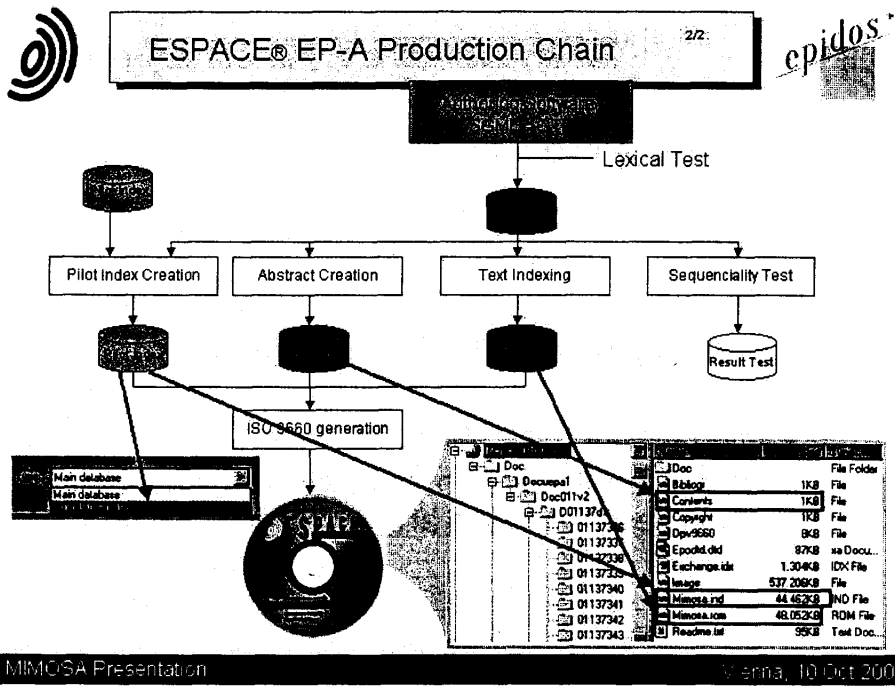 ESPACE® EP-A Production Chain
2/2
epidos
Lexical Test
Pilot Index Creation
Abstract Creation
Text Indexing
Sequenciality Test
Result Test
ISO 9660 generation
Main database
Main database
Doc
Docuepa1
Doc011v2
01137338
01137340
01137341
01137342
01137343
Doc File Folder
Bibliogr 1KB File
Contents 1KB File
Copyright 1KB File
Dpv9660 8KB File
Epodtd.dtd 87KB xa Docu...
Exchange.idx 1.304KB IDX File
Image 537.206KB File
Mimosa.ind 44.462KB IND File
Mimosa.rom 48.052KB ROM File
Readme.txt 95KB Text Doc...
MIMOSA Presentation
Vienna, 10 Oct 200